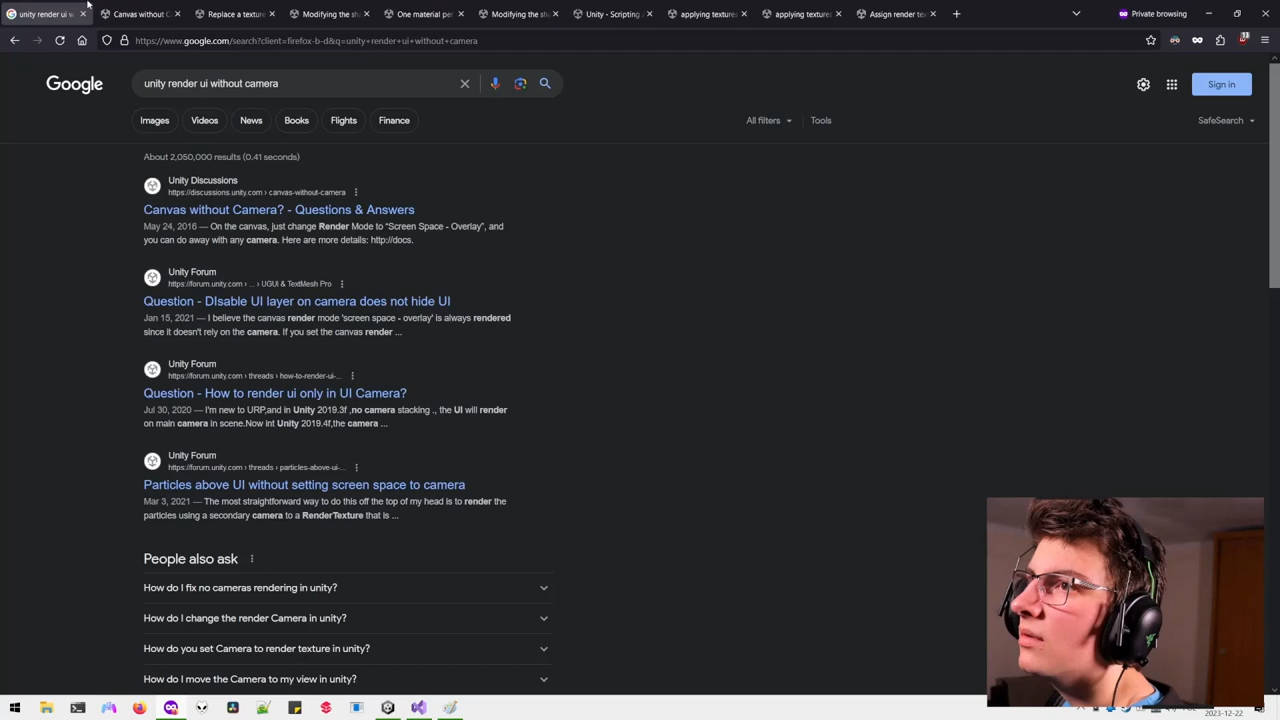 unity render ui w
Canvas without C
Replace a texture
Modifying the sha
One material per
Modifying the sha
Unity - Scripting
applying textures
applying textures
Assign render tex
Private browsing
https://www.google.com/search?client=firefox-b-d&q=unity+render+ui+without+camera
Google
unity render ui without camera
Sign in
Images
Videos
News
Books
Flights
Finance
All filters
Tools
SafeSearch
About 2,050,000 results (0.41 seconds)
Unity Discussions
https://discussions.unity.com › canvas-without-camera
Canvas without Camera? - Questions & Answers
May 24, 2016 — On the canvas, just change Render Mode to “Screen Space - Overlay”, and
you can do away with any camera. Here are more details: http://docs.
Unity Forum
https://forum.unity.com › ... › UGUI & TextMesh Pro
Question - DIsable UI layer on camera does not hide UI
Jan 15, 2021 — I believe the canvas render mode 'screen space - overlay' is always rendered
since it doesn't rely on the camera. If you set the canvas render ...
Unity Forum
https://forum.unity.com › threads › how-to-render-ui-...
Question - How to render ui only in UI Camera?
Jul 30, 2020 — I'm new to URP,and in Unity 2019.3f ,no camera stacking ., the UI will render
on main camera in scene.Now int Unity 2019.4f,the camera ...
Unity Forum
https://forum.unity.com › threads › particles-above-ui-...
Particles above UI without setting screen space to camera
Mar 3, 2021 — The most straightforward way to do this off the top of my head is to render the
particles using a secondary camera to a RenderTexture that is ...
People also ask
How do I fix no cameras rendering in unity?
How do I change the render Camera in unity?
How do you set Camera to render texture in unity?
How do I move the Camera to my view in unity?
2023-12-22